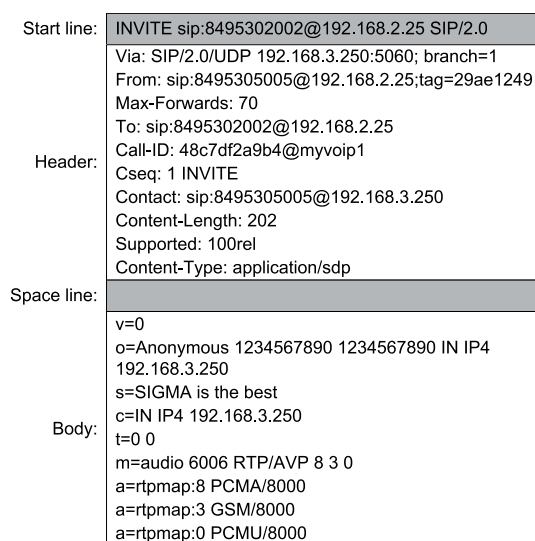 Start line: INVITE sip:8495302002@192.168.2.25 SIP/2.0
Via: SIP/2.0/UDP 192.168.3.250:5060; branch=1
From: sip:8495305005@192.168.2.25;tag=29ae1249
Max-Forwards: 70
To: sip:8495302002@192.168.2.25
Call-ID: 48c7df2a9b4@myvoip1
Header:
Cseq: 1 INVITE
Contact: sip:8495305005@192.168.3.250
Content-Length: 202
Supported: 100rel
Content-Type: application/sdp
Space line:
v=0
o=Anonymous 1234567890 1234567890 IN IP4
192.168.3.250
s=SIGMA is the best
Body:
c=IN IP4 192.168.3.250
t=0 0
m=audio 6006 RTP/AVP 8 3 0
a=rtpmap:8 PCMA/8000
a=rtpmap:3 GSM/8000
a=rtpmap:0 PCMU/8000